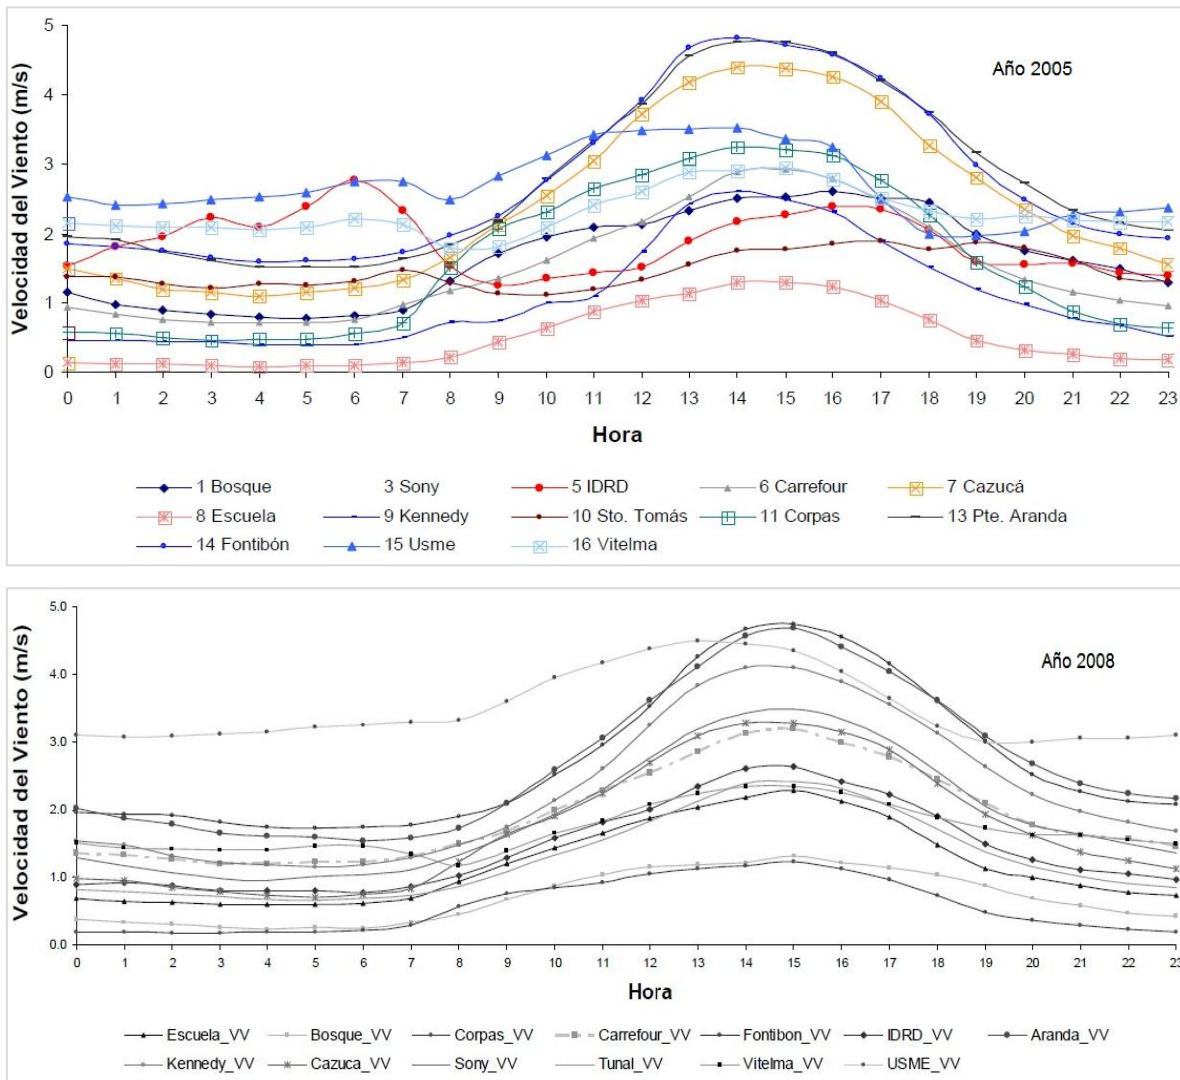 Velocidad del Viento (m/s)
5
4
3
2
1
0
Año 2005
0 1 2 3 4 5 6 7 8 9 10 11 12 13 14 15 16 17 18 19 20 21 22 23
Hora
1 Bosque 3 Sony 5 IDRD 6 Carrefour 7 Cazucá
8 Escuela 9 Kennedy 10 Sto. Tomás 11 Corpas 13 Pte. Aranda
14 Fontibón 15 Usme 16 Vitelma
Velocidad del Viento (m/s)
5.0
4.0
3.0
2.0
1.0
0.0
Año 2008
0 1 2 3 4 5 6 7 8 9 10 11 12 13 14 15 16 17 18 19 20 21 22 23
Hora
Escuela_VV Bosque_VV Corpas_VV Carrefour_VV Fontibon_VV IDRD_VV Aranda_VV
Kennedy_VV Cazuca_VV Sony_VV Tunal_VV Vitelma_VV USME_VV